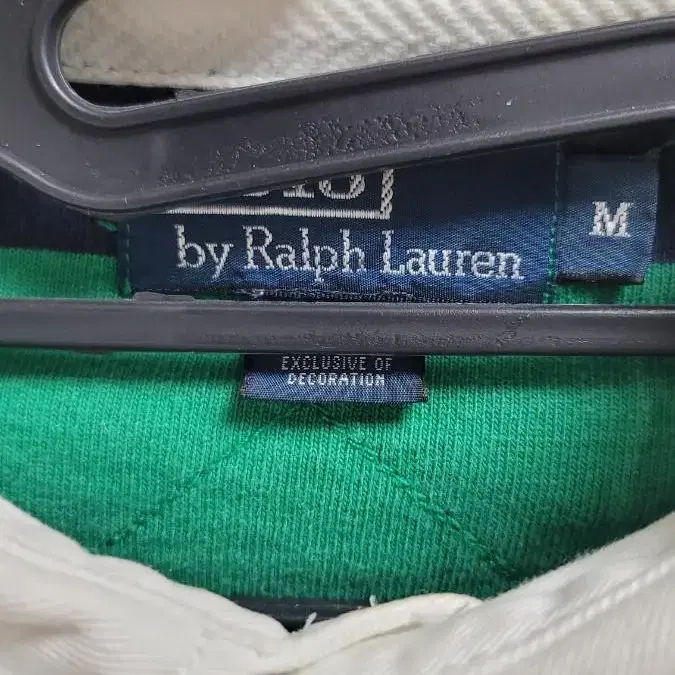 by Ralph Lauren
M
EXCLUSIVE OF
DECORATION